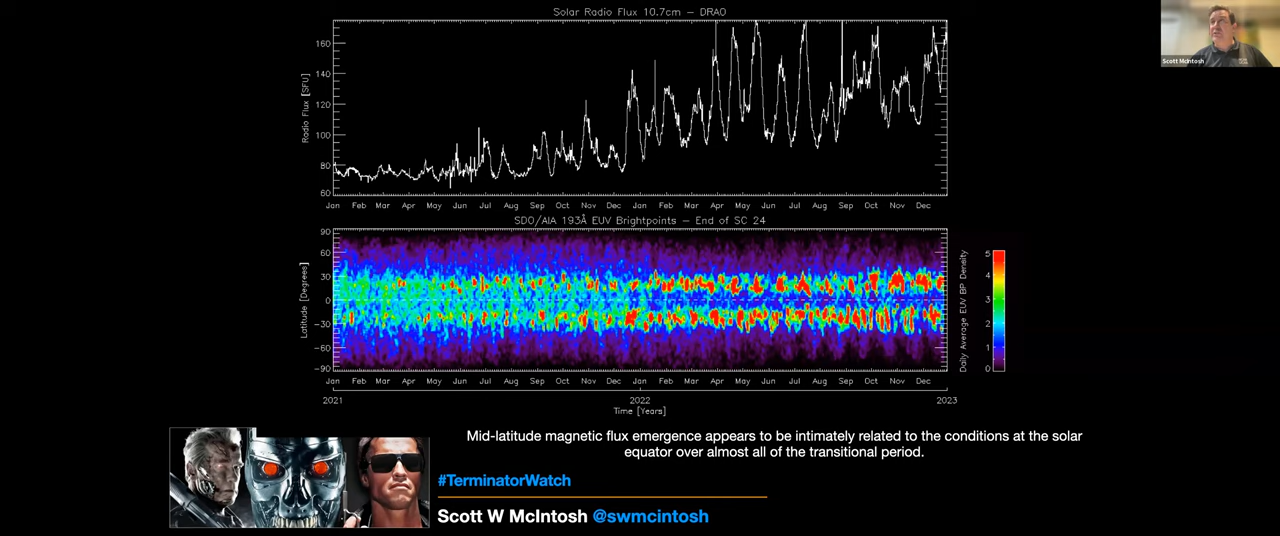 Solar Radio Flux 10.7cm – DRAO
Scott McIntosh
Radio Flux [SFU]
160
140
120
100
80
60
Jan Feb Mar Apr May Jun Jul Aug Sep Oct Nov Dec Jan Feb Mar Apr May Jun Jul Aug Sep Oct Nov Dec
SDO/AIA 193Å EUV Brightpoints – End of SC 24
Latitude [Degrees]
90
60
30
0
−30
−60
−90
Daily Average EUV BP Density
5
4
3
2
1
0
Jan Feb Mar Apr May Jun Jul Aug Sep Oct Nov Dec Jan Feb Mar Apr May Jun Jul Aug Sep Oct Nov Dec
2021 2022 2023
Time [Years]
Mid-latitude magnetic flux emergence appears to be intimately related to the conditions at the solar
equator over almost all of the transitional period.
#TerminatorWatch
Scott W McIntosh @swmcintosh